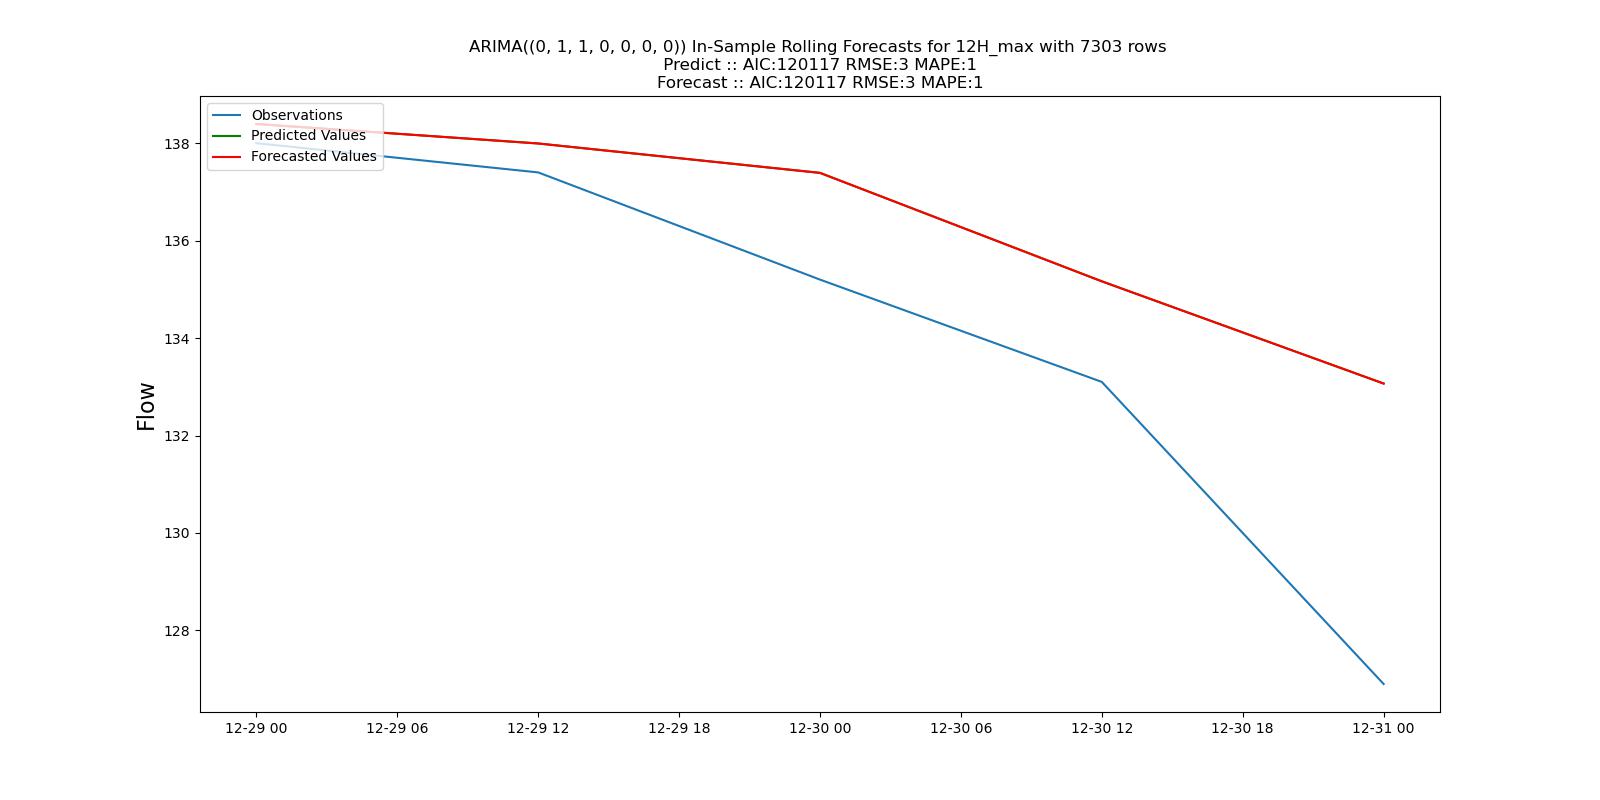 ARIMA((0, 1, 1, 0, 0, 0, 0)) In-Sample Rolling Forecasts for 12H_max with 7303 rows
Predict :: AIC:120117 RMSE:3 MAPE:1
Forecast :: AIC:120117 RMSE:3 MAPE:1
Observations
Predicted Values
Forecasted Values
138
136
134
132
130
128
Flow
12-29 00
12-29 06
12-29 12
12-29 18
12-30 00
12-30 06
12-30 12
12-30 18
12-31 00